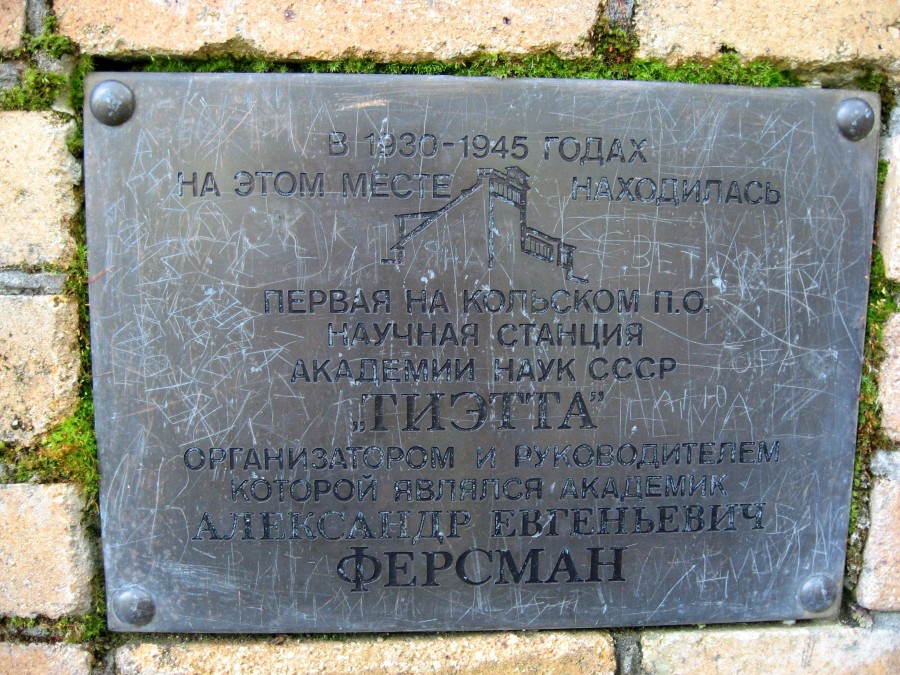 В 1930-1945 ГОДАХ
НА ЭТОМ МЕСТЕ НАХОДИЛАСЬ
ПЕРВАЯ НА КОЛЬСКОМ П.О.
НАУЧНАЯ СТАНЦИЯ
АКАДЕМИИ НАУК СССР
„ТИЭТТА”
ОРГАНИЗАТОРОМ И РУКОВОДИТЕЛЕМ
КОТОРОЙ ЯВЛЯЛСЯ АКАДЕМИК
АЛЕКСАНДР ЕВГЕНЬЕВИЧ
ФЕРСМАН